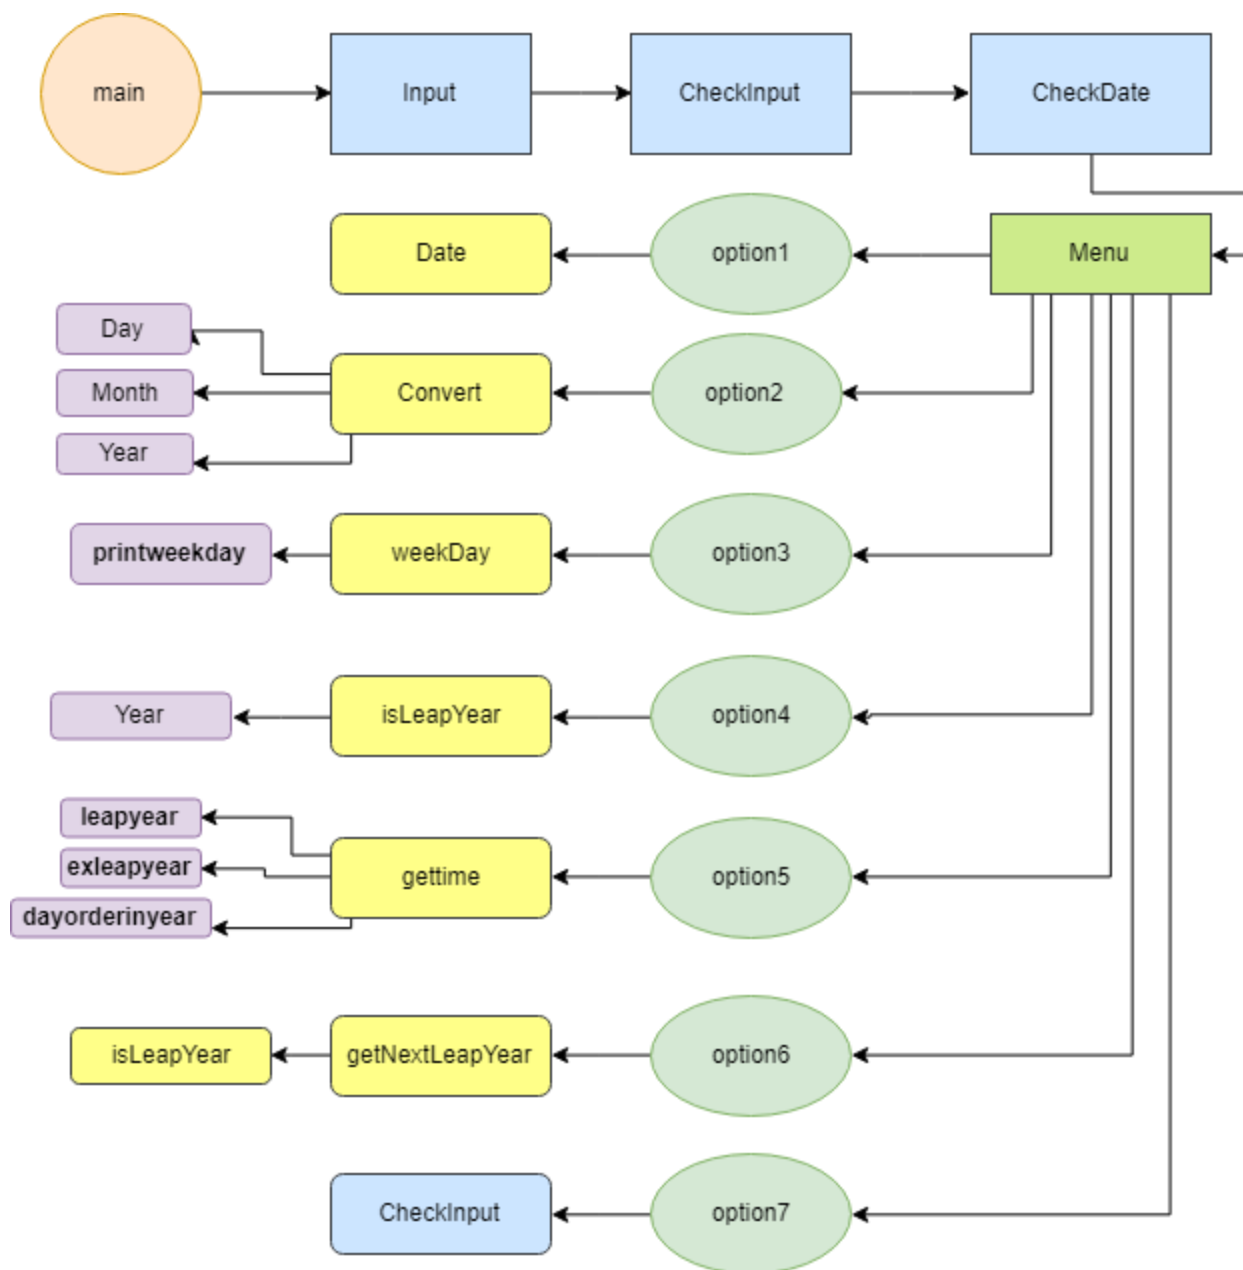 main
Input
CheckInput
CheckDate
Date
option1
Menu
Day
Month
Year
Convert
option2
printweekday
weekDay
option3
Year
isLeapYear
option4
leapyear
exleapyear
dayorderinyear
gettime
option5
isLeapYear
getNextLeapYear
option6
CheckInput
option7